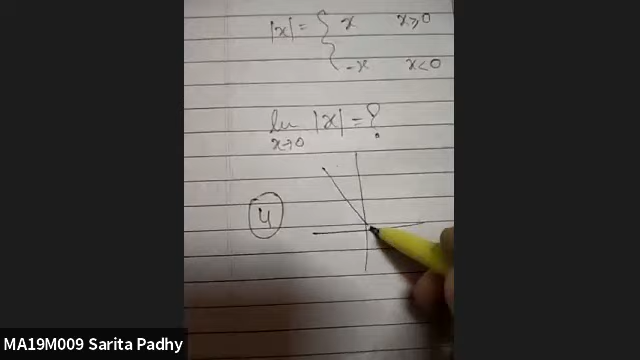 |x| = { x x ≥ 0
-x x < 0
lim x→0 |x| = ?
4
MA19M009 Sarita Padhy